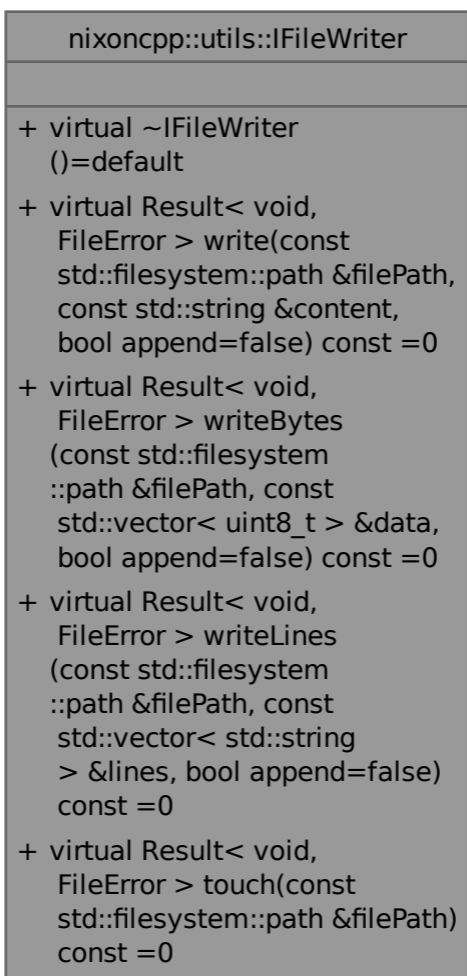 nixoncpp::utils::IFileWriter
+ virtual ~IFileWriter
()=default
+ virtual Result< void,
FileError > write(const
std::filesystem::path &filePath,
const std::string &content,
bool append=false) const =0
+ virtual Result< void,
FileError > writeBytes
(const std::filesystem
::path &filePath, const
std::vector< uint8_t > &data,
bool append=false) const =0
+ virtual Result< void,
FileError > writeLines
(const std::filesystem
::path &filePath, const
std::vector< std::string
> &lines, bool append=false)
const =0
+ virtual Result< void,
FileError > touch(const
std::filesystem::path &filePath)
const =0